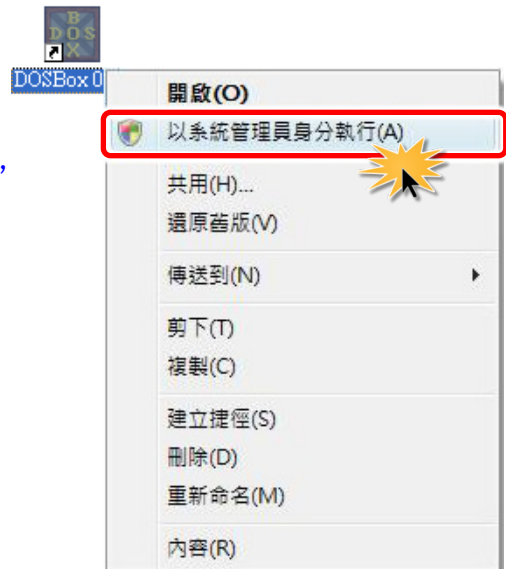 DOS
BOX
DOSBox 0
開啟(O)
以系統管理員身分執行(A)
,
共用(H)...
還原舊版(V)
傳送到(N)
剪下(T)
複製(C)
建立捷徑(S)
刪除(D)
重新命名(M)
內容(R)